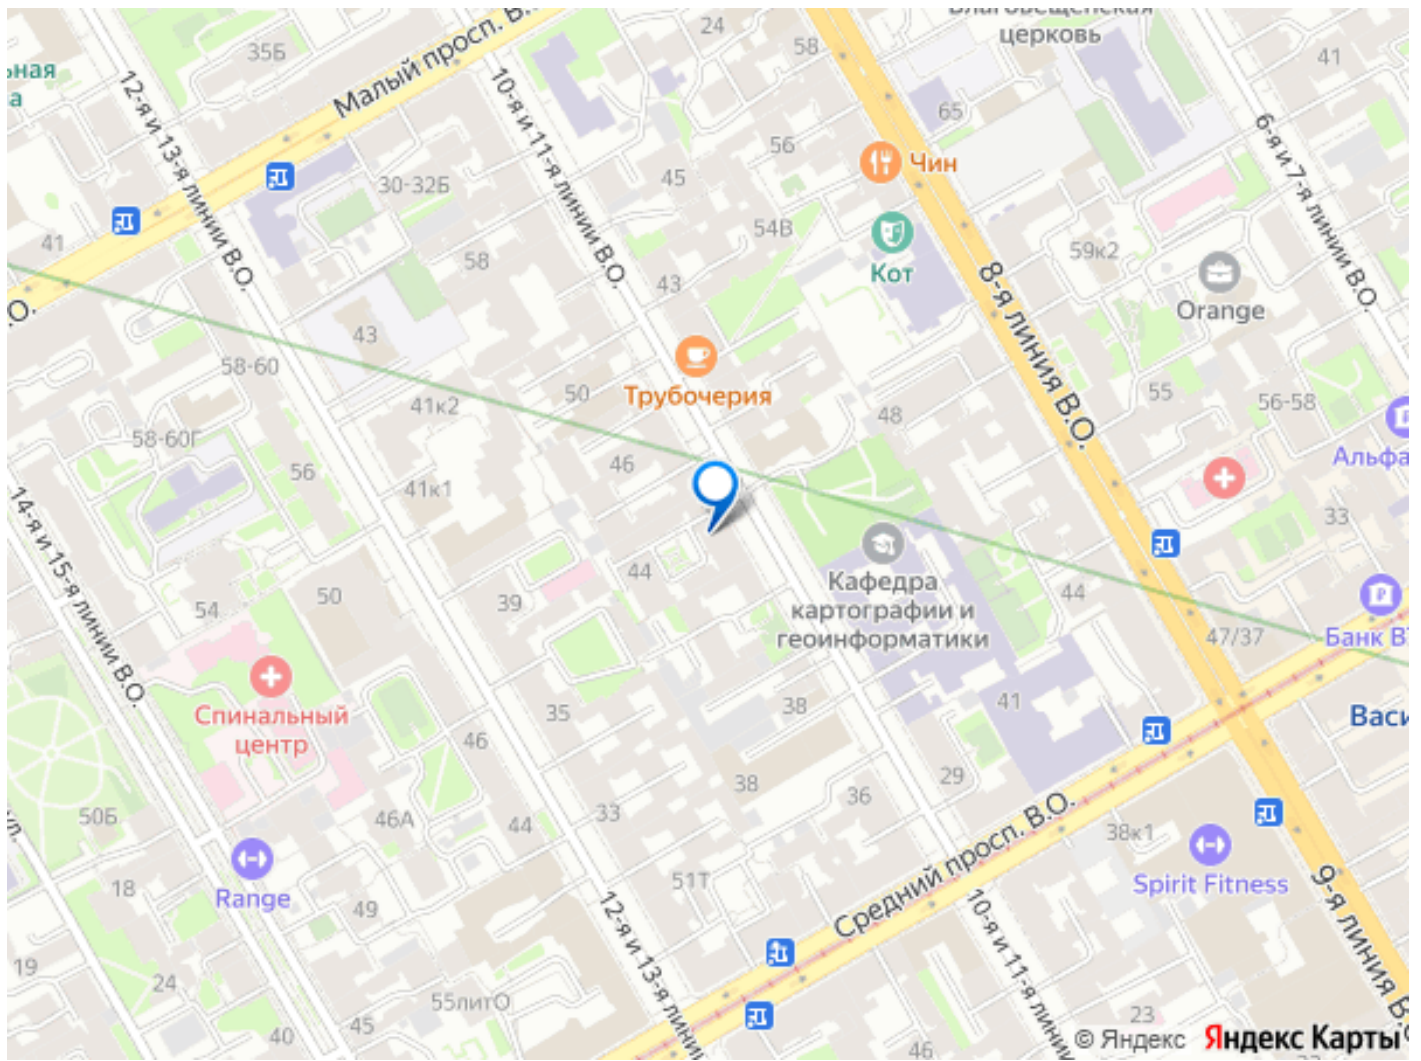 24
35Б
58
церковь
41
ьная
а
Малый просп. В.О.
12-я и 13-я линии В.О.
10-я и 11-я линии В.О.
65
6-я и 7-я линии В.О.
56
Чин
45
30-32Б
54В
41
58
Кот
59к2
8-я линия В.О.
43
Orange
43
58-60
Трубочерия
50
55
56-58
41к2
48
58-60Г
Альфа
46
56
41к1
14-я и 15-я линии В.О.
33
44
Кафедра
картографии и
геоинформатики
44
39
50
54
47/37
Банк В
Спинальный
центр
35
38
41
Васи
46
38
29
36
50Б
46А
33
44
38к1
Средний просп. В.О.
51Т
Spirit Fitness
18
Range
49
12-я и 13-я линии
10-я и 11-я линии В.О.
9-я линия В.О.
19
24
55литО
45
40
23
33
© Яндекс Яндекс Карты